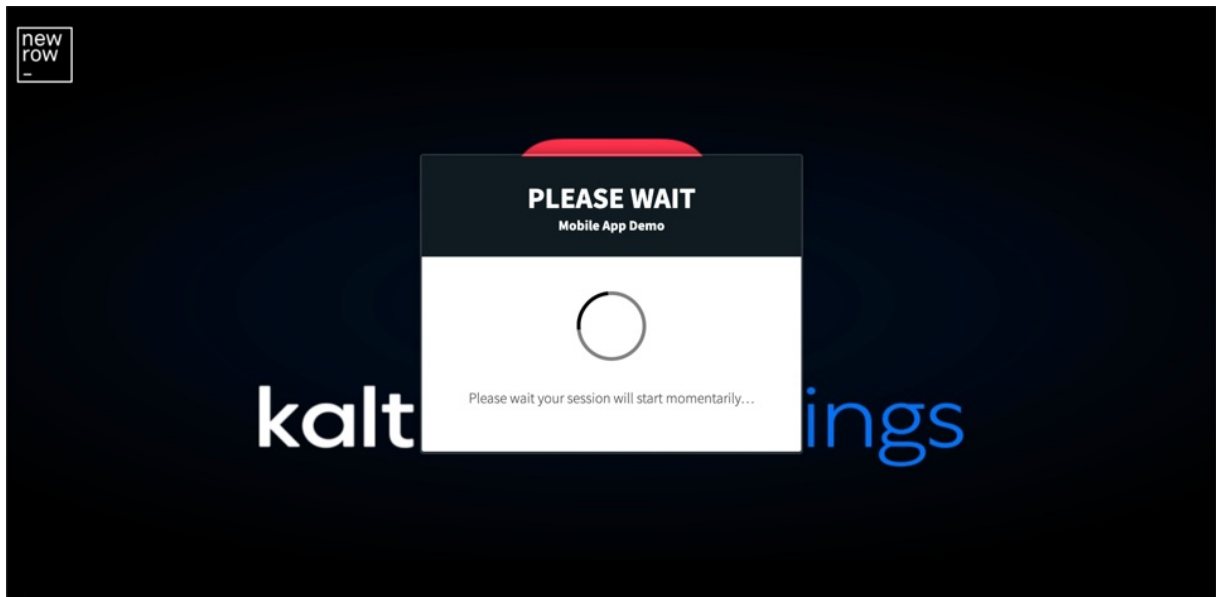 new
row
–
PLEASE WAIT
Mobile App Demo
Please wait your session will start momentarily...
kalt ings